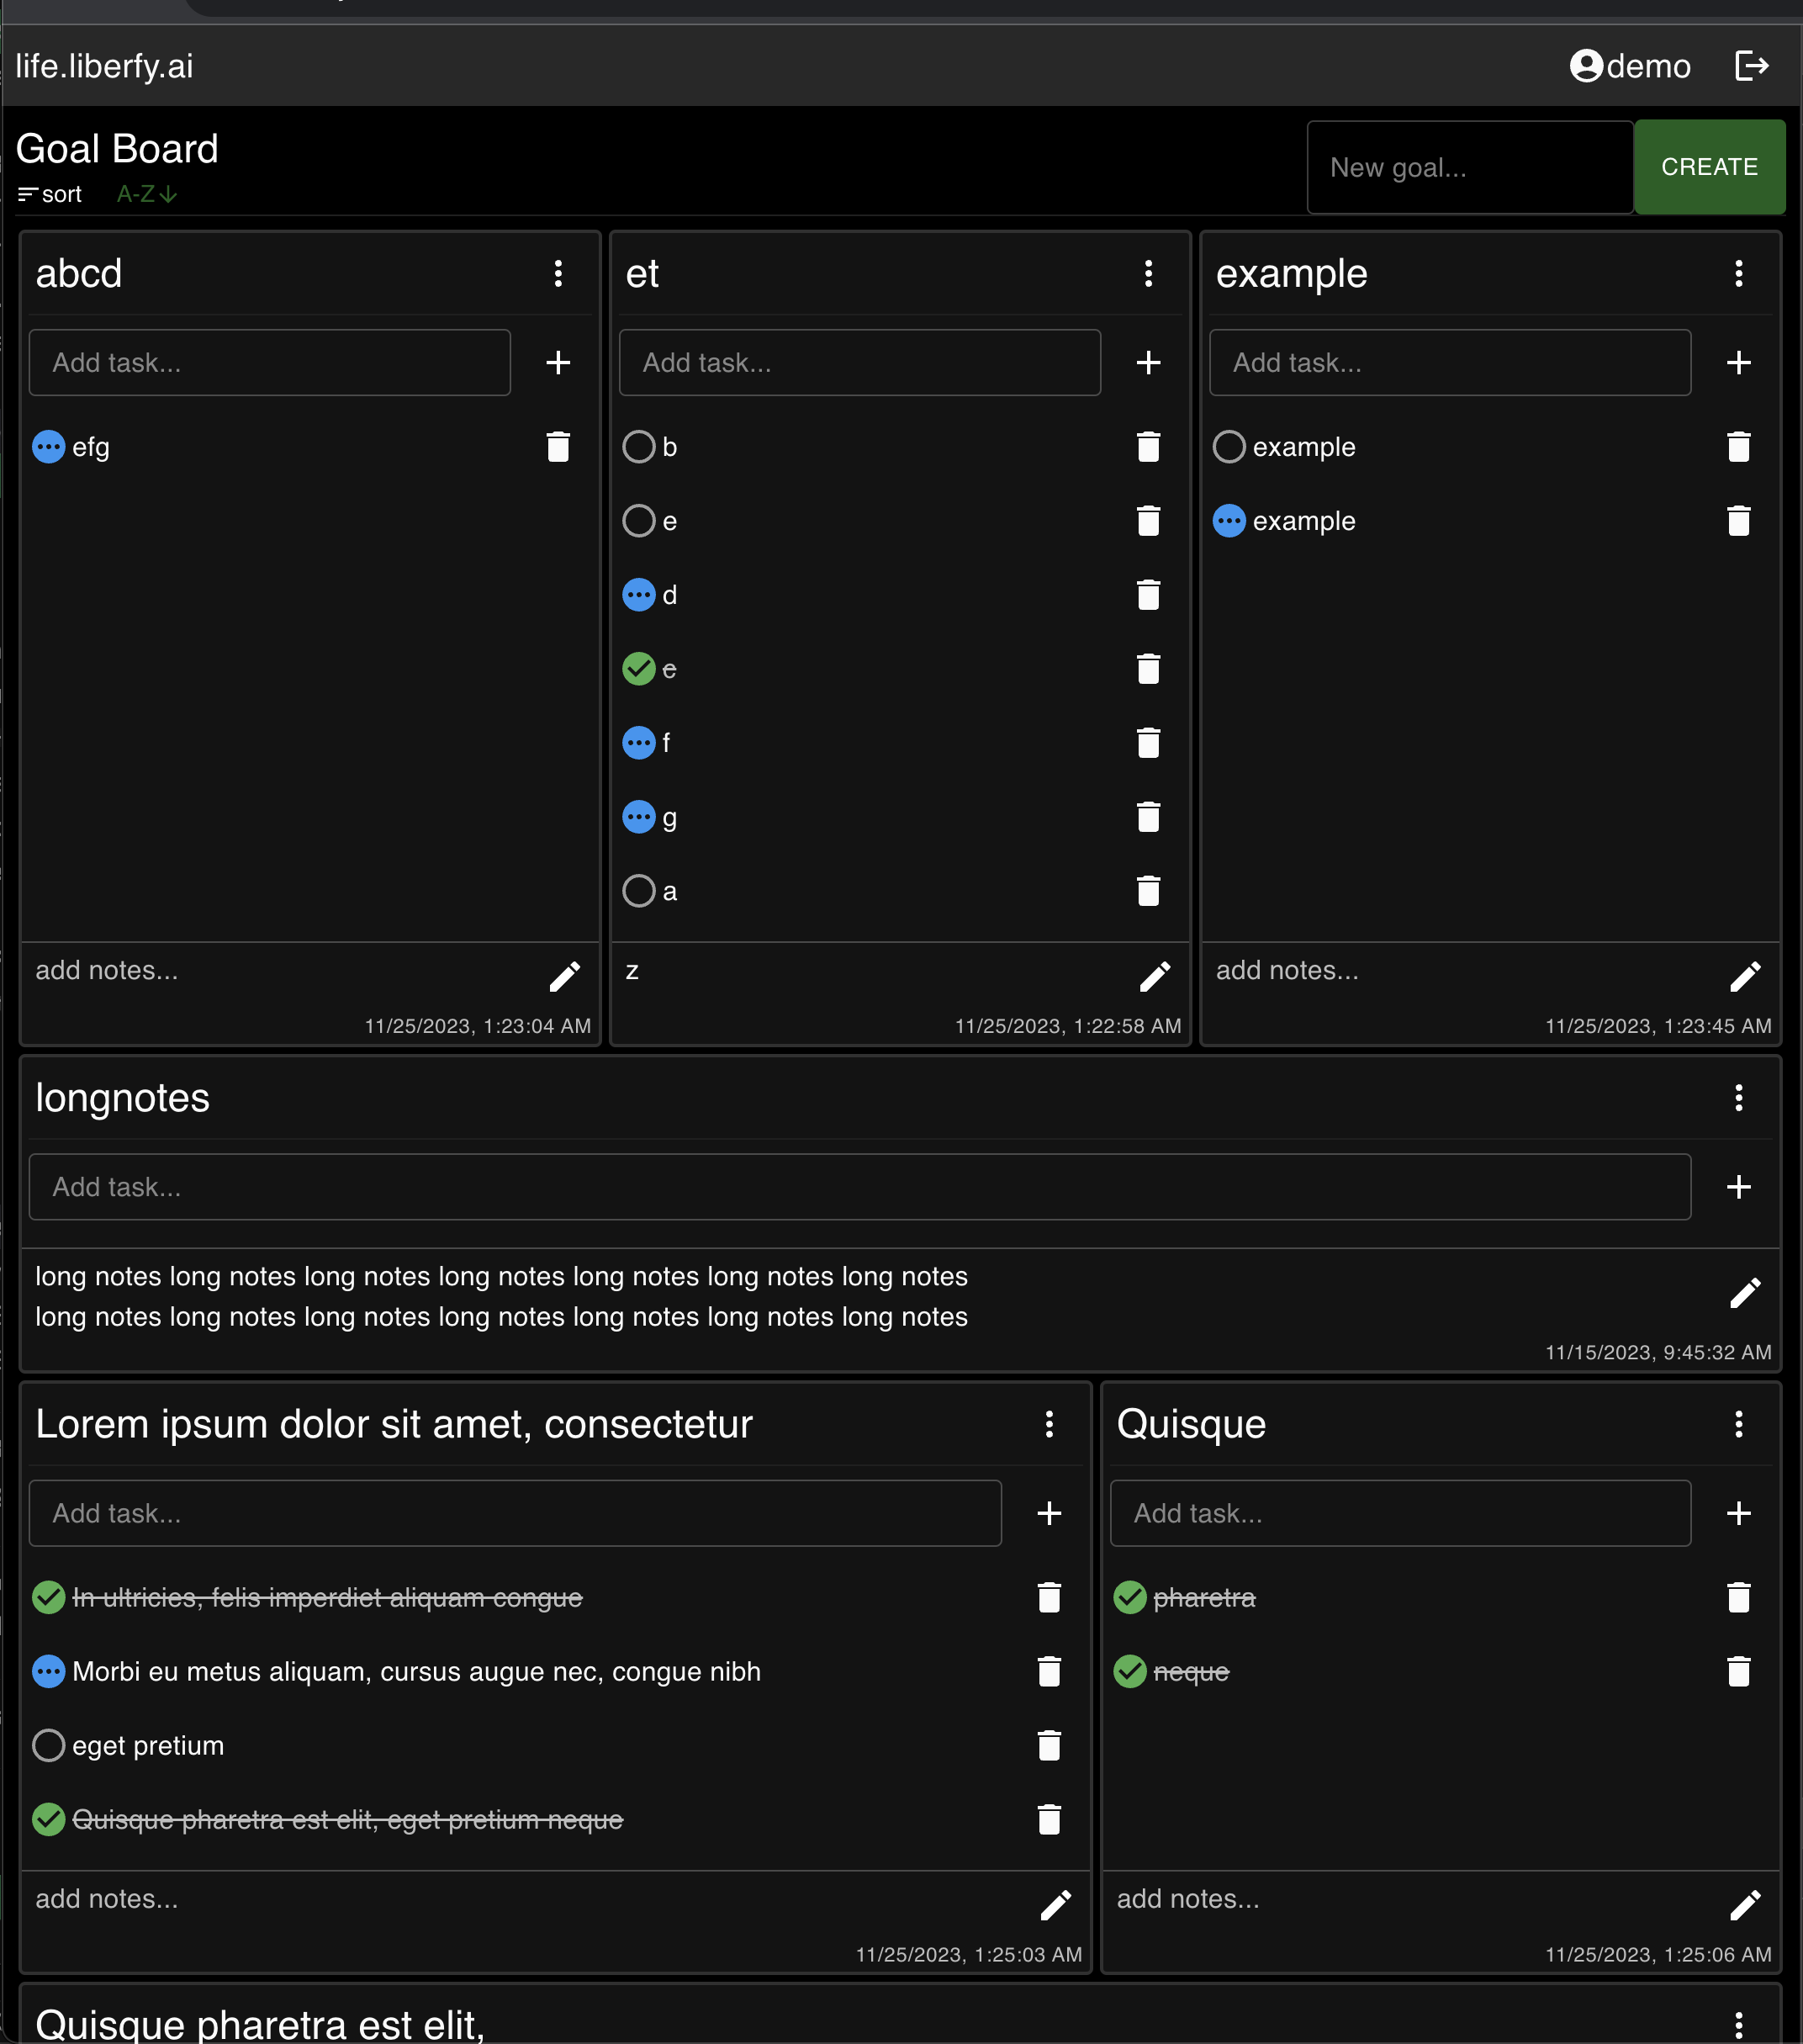 life.liberfy.ai
demo
Goal Board
New goal...
CREATE
sort
A-Z
abcd
Add task...
efg
add notes...
11/25/2023, 1:23:04 AM
et
Add task...
b
e
d
e
f
g
a
z
11/25/2023, 1:22:58 AM
example
Add task...
example
example
add notes...
11/25/2023, 1:23:45 AM
longnotes
Add task...
long notes long notes long notes long notes long notes long notes long notes
long notes long notes long notes long notes long notes long notes long notes
11/15/2023, 9:45:32 AM
Lorem ipsum dolor sit amet, consectetur
Add task...
In ultricies, felis imperdiet aliquam congue
Morbi eu metus aliquam, cursus augue nec, congue nibh
eget pretium
Quisque pharetra est elit, eget pretium neque
add notes...
11/25/2023, 1:25:03 AM
Quisque
Add task...
pharetra
neque
add notes...
11/25/2023, 1:25:06 AM
Quisque pharetra est elit,